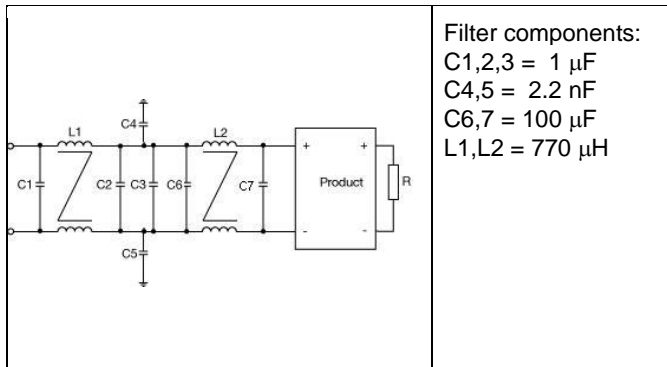 C4
L1
L2
C1
C2
C3
C6
C7
C5
+
+
-
-
Product
R
Filter components:
C1,2,3 = 1 μF
C4,5 = 2.2 nF
C6,7 = 100 μF
L1,L2 = 770 μH